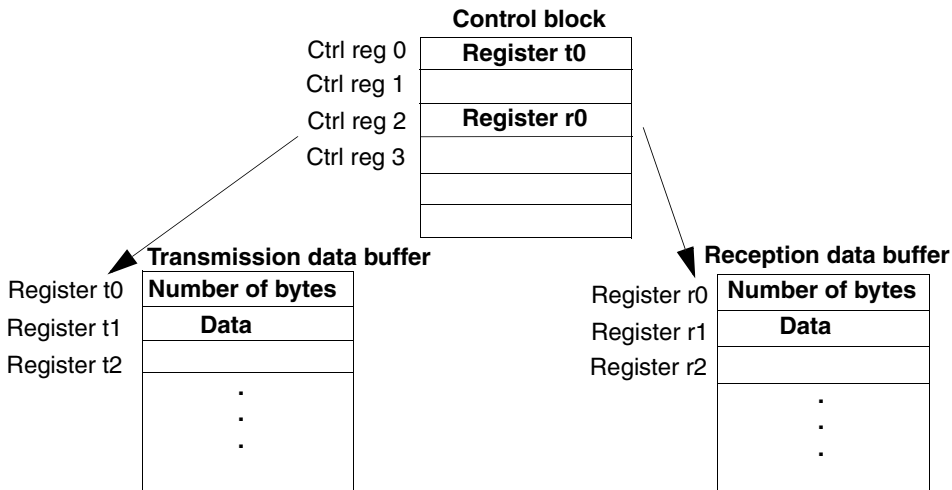 Control block
Ctrl reg 0 Register t0
Ctrl reg 1
Ctrl reg 2 Register r0
Ctrl reg 3
Transmission data buffer
Register t0 Number of bytes
Register t1 Data
Register t2
.
.
.
Reception data buffer
Register r0 Number of bytes
Register r1 Data
Register r2
.
.
.